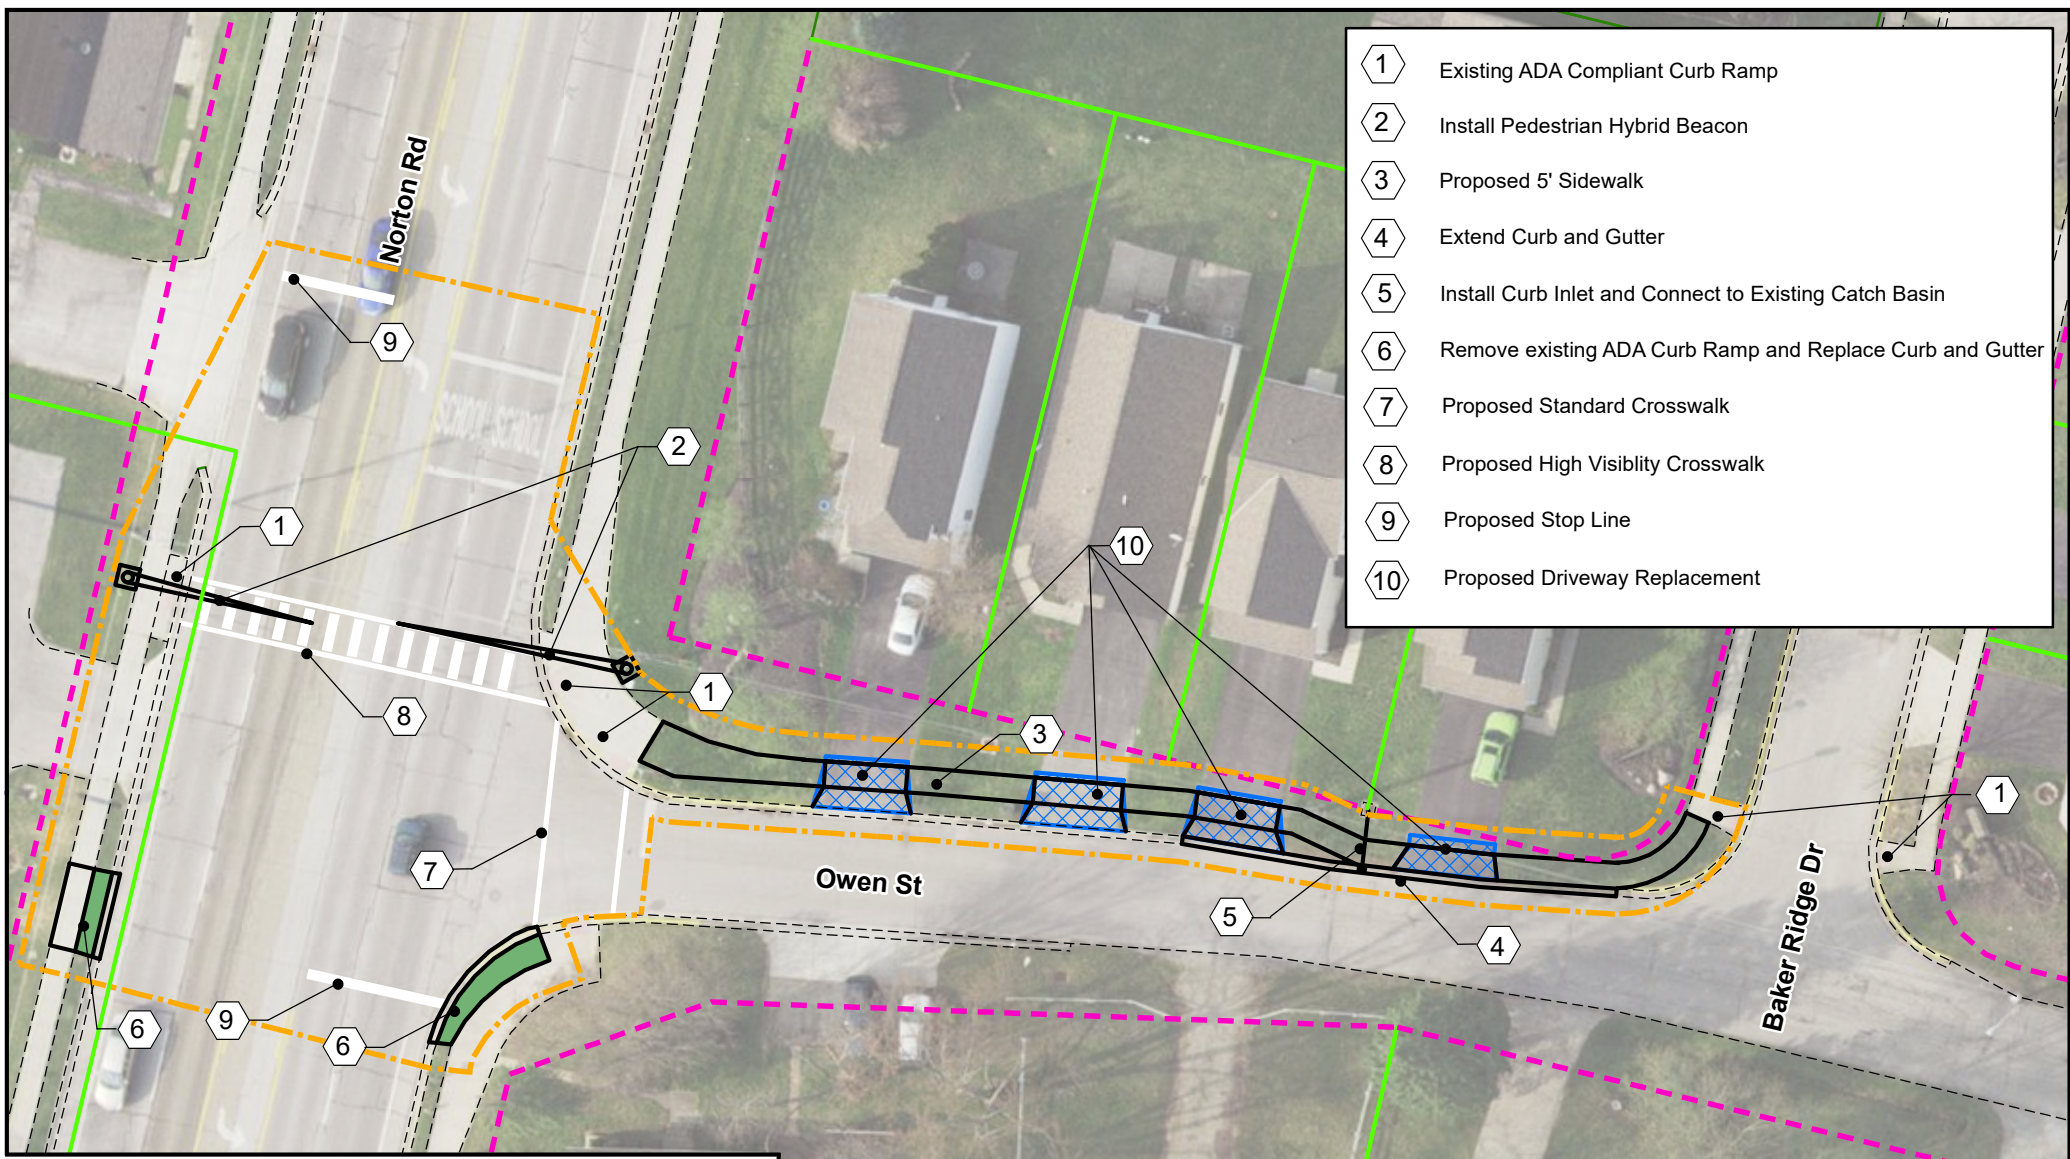 1 Existing ADA Compliant Curb Ramp
2 Install Pedestrian Hybrid Beacon
3 Proposed 5' Sidewalk
4 Extend Curb and Gutter
5 Install Curb Inlet and Connect to Existing Catch Basin
6 Remove existing ADA Curb Ramp and Replace Curb and Gutter
7 Proposed Standard Crosswalk
8 Proposed High Visiblity Crosswalk
9 Proposed Stop Line
10 Proposed Driveway Replacement
Norton Rd
9
SCHOOL
2
1
10
1
8
3
1
7
Owen St
5
4
Baker Ridge Dr
6
9
6